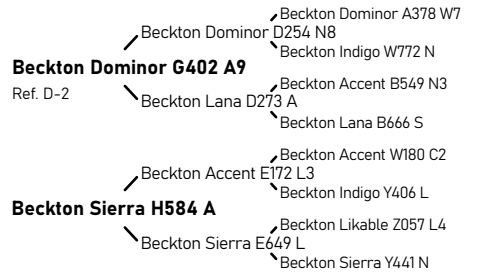 Beckton Dominor A378 W7
Beckton Dominor D254 N8
Beckton Indigo W772 N
Beckton Dominor G402 A9
Ref. D-2
Beckton Accent B549 N3
Beckton Lana D273 A
Beckton Lana B666 S
Beckton Accent W180 C2
Beckton Accent E172 L3
Beckton Indigo Y406 L
Beckton Sierra H584 A
Beckton Likable Z057 L4
Beckton Sierra E649 L
Beckton Sierra Y441 N